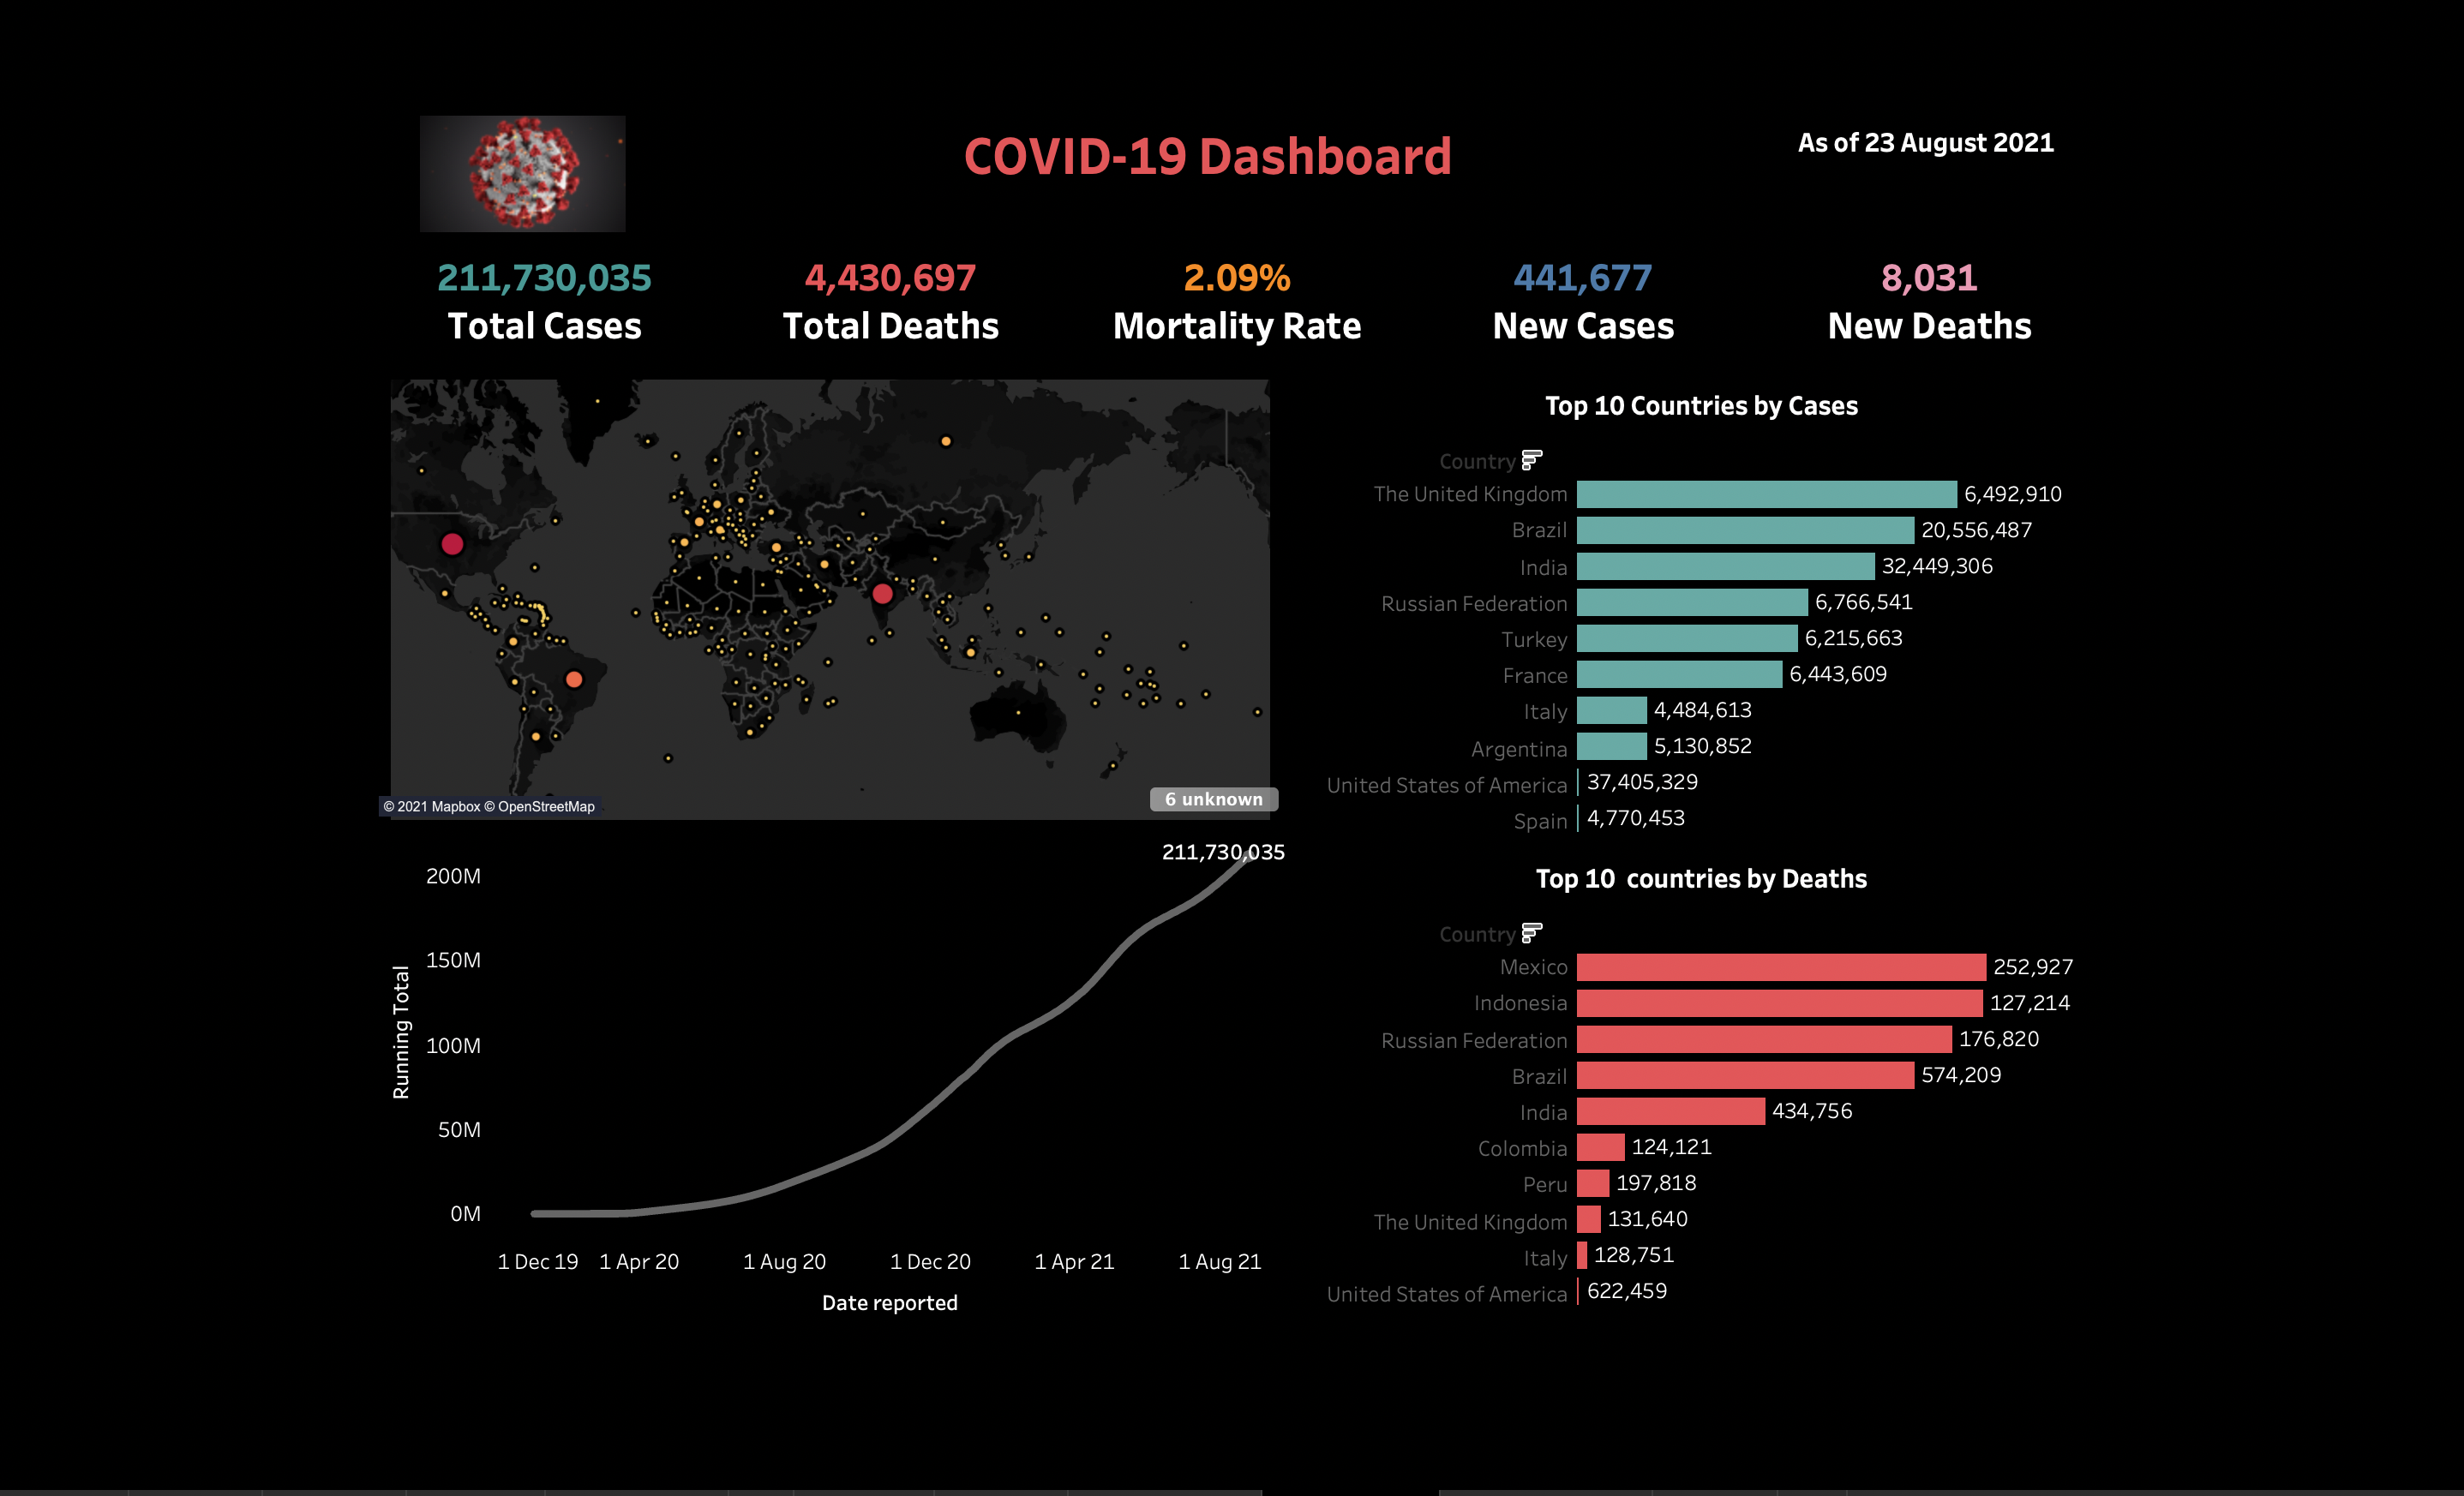 COVID-19 Dashboard
As of 23 August 2021
211,730,035
Total Cases
4,430,697
Total Deaths
2.09%
Mortality Rate
441,677
New Cases
8,031
New Deaths
© 2021 Mapbox © OpenStreetMap
6 unknown
Top 10 Countries by Cases
Country
The United Kingdom 6,492,910
Brazil 20,556,487
India 32,449,306
Russian Federation 6,766,541
Turkey 6,215,663
France 6,443,609
Italy 4,484,613
Argentina 5,130,852
United States of America 37,405,329
Spain 4,770,453
211,730,035
Running Total
200M
150M
100M
50M
0M
1 Dec 19 1 Apr 20 1 Aug 20 1 Dec 20 1 Apr 21 1 Aug 21
Date reported
Top 10 countries by Deaths
Country
Mexico 252,927
Indonesia 127,214
Russian Federation 176,820
Brazil 574,209
India 434,756
Colombia 124,121
Peru 197,818
The United Kingdom 131,640
Italy 128,751
United States of America 622,459